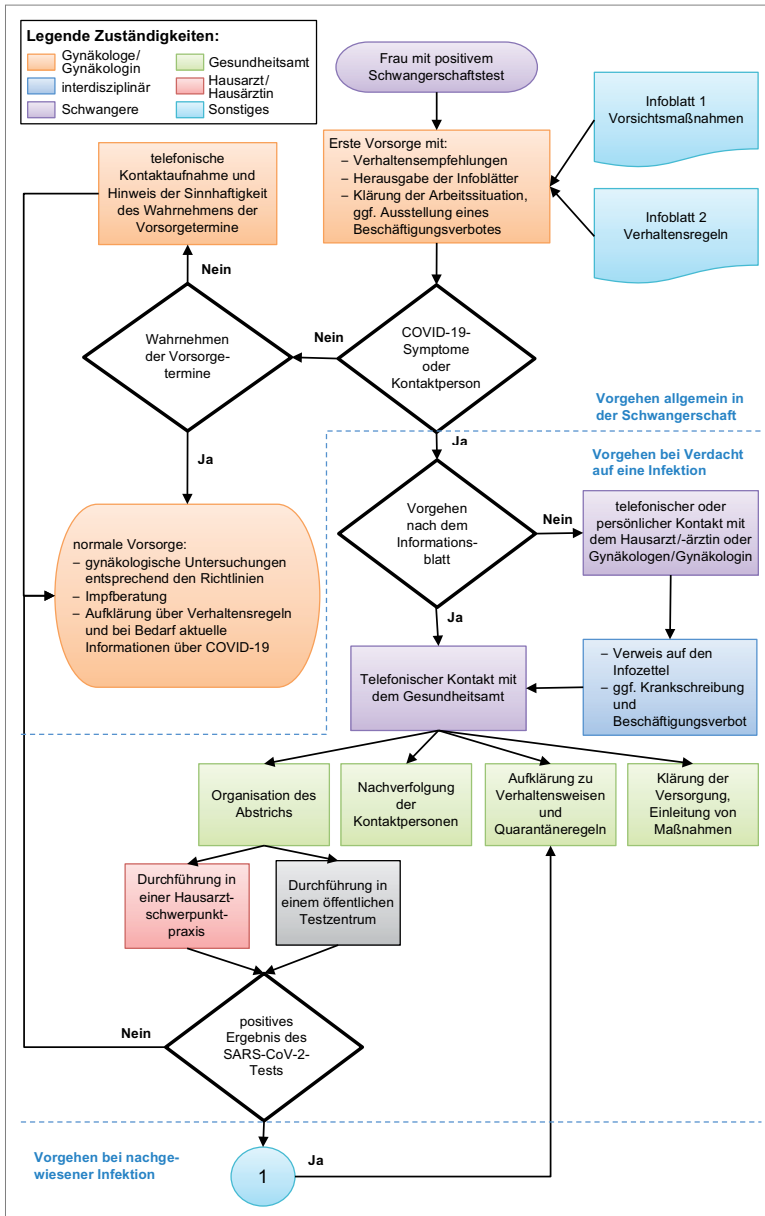 Legende Zuständigkeiten:
Gynäkologe/
Gynäkologin
Gesundheitsamt
interdisziplinär
Hausarzt/
Hausärztin
Schwangere
Sonstiges
Frau mit positivem
Schwangerschaftstest
Infoblatt 1
Vorsichtsmaßnahmen
Infoblatt 2
Verhaltensregeln
telefonische
Kontaktaufnahme und
Hinweis der Sinnhaftigkeit
des Wahrnehmens der
Vorsorgetermine
Erste Vorsorge mit:
– Verhaltensempfehlungen
– Herausgabe der Infoblätter
– Klärung der Arbeitssituation,
ggf. Ausstellung eines
Beschäftigungsverbotes
Nein
Wahrnehmen
der Vorsorge-
termine
Nein
COVID-19-
Symptome
oder
Kontaktperson
Vorgehen allgemein in
der Schwangerschaft
Ja
Ja
Vorgehen bei Verdacht
auf eine Infektion
normale Vorsorge:
– gynäkologische Untersuchungen
entsprechend den Richtlinien
– Impfberatung
– Aufklärung über Verhaltensregeln
und bei Bedarf aktuelle
Informationen über COVID-19
Vorgehen
nach dem
Informations-
blatt
Nein
telefonischer oder
persönlicher Kontakt mit
dem Hausarzt/-ärztin oder
Gynäkologen/Gynäkologin
Ja
Telefonischer Kontakt mit
dem Gesundheitsamt
– Verweis auf den
Infozettel
– ggf. Krankschreibung
und
Beschäftigungsverbot
Organisation des
Abstrichs
Nachverfolgung
der
Kontaktpersonen
Aufklärung zu
Verhaltensweisen
und
Quarantäneregeln
Klärung der
Versorgung,
Einleitung von
Maßnahmen
Durchführung in
einer Hausarzt-
schwerpunkt-
praxis
Durchführung in
einem öffentlichen
Testzentrum
Nein
positives
Ergebnis des
SARS-CoV-2-
Tests
Vorgehen bei nachge-
wiesener Infektion
1
Ja